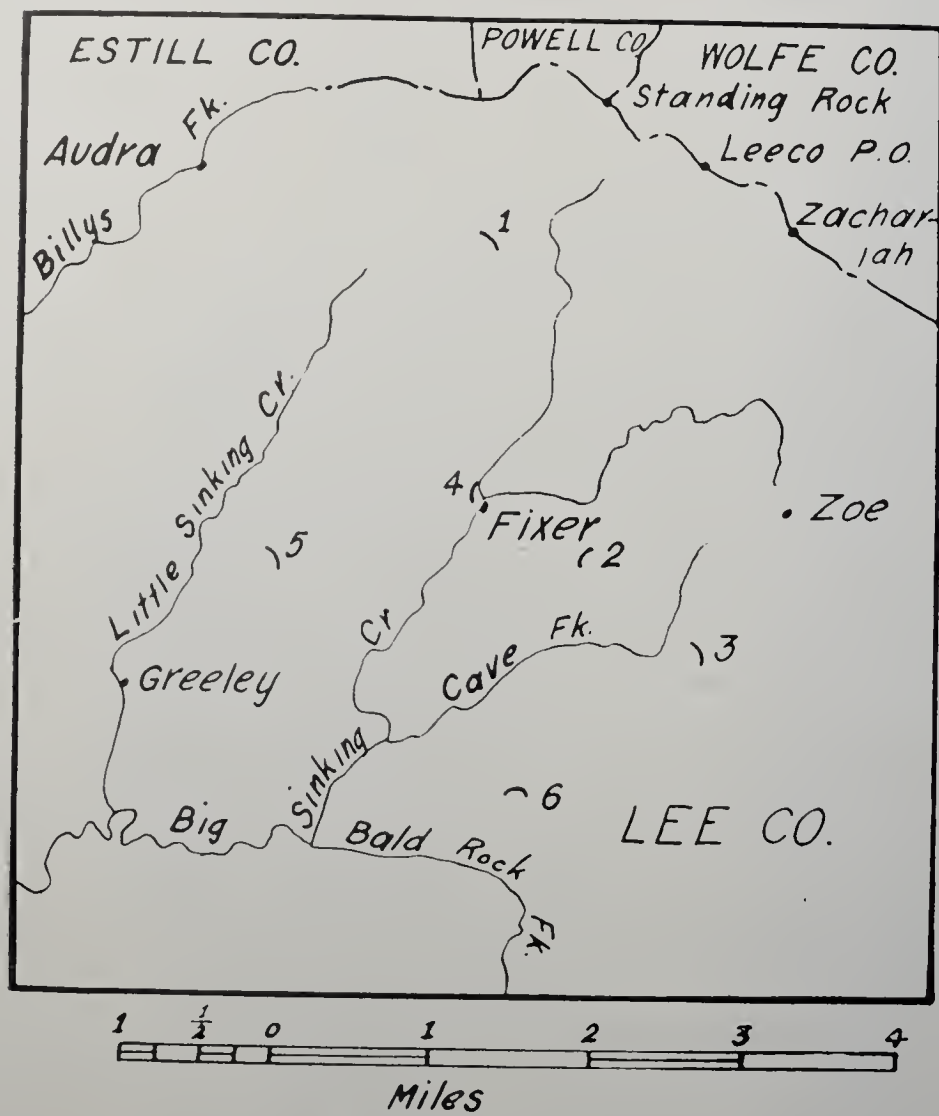 ESTILL CO.
POWELL CO
WOLFE CO.
Standing Rock
Leeco P.O.
Zachar-
iah
Audra
Billys Fk.
1
Little Sinking Cr.
4
Fixer
Zoe
5
2
3
Greeley
Cave Fk.
Big Sinking Cr
6
LEE CO.
Bald Rock Fk.
1 1/2 0 1 2 3 4
Miles